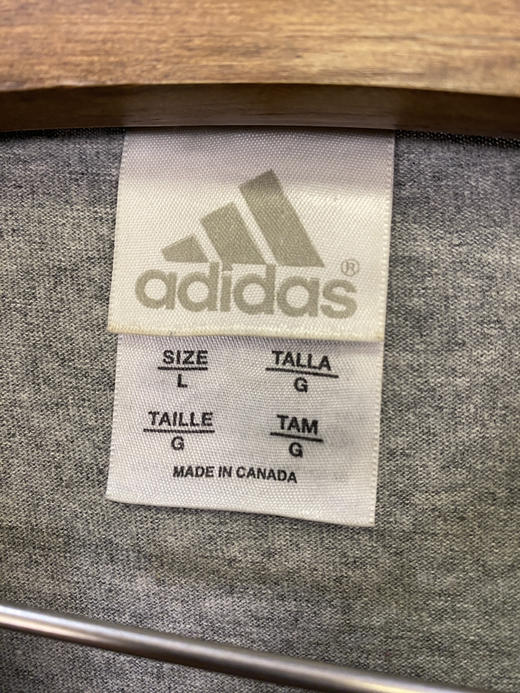 adidas®
SIZE TALLA
L G
TAILLE TAM
G G
MADE IN CANADA